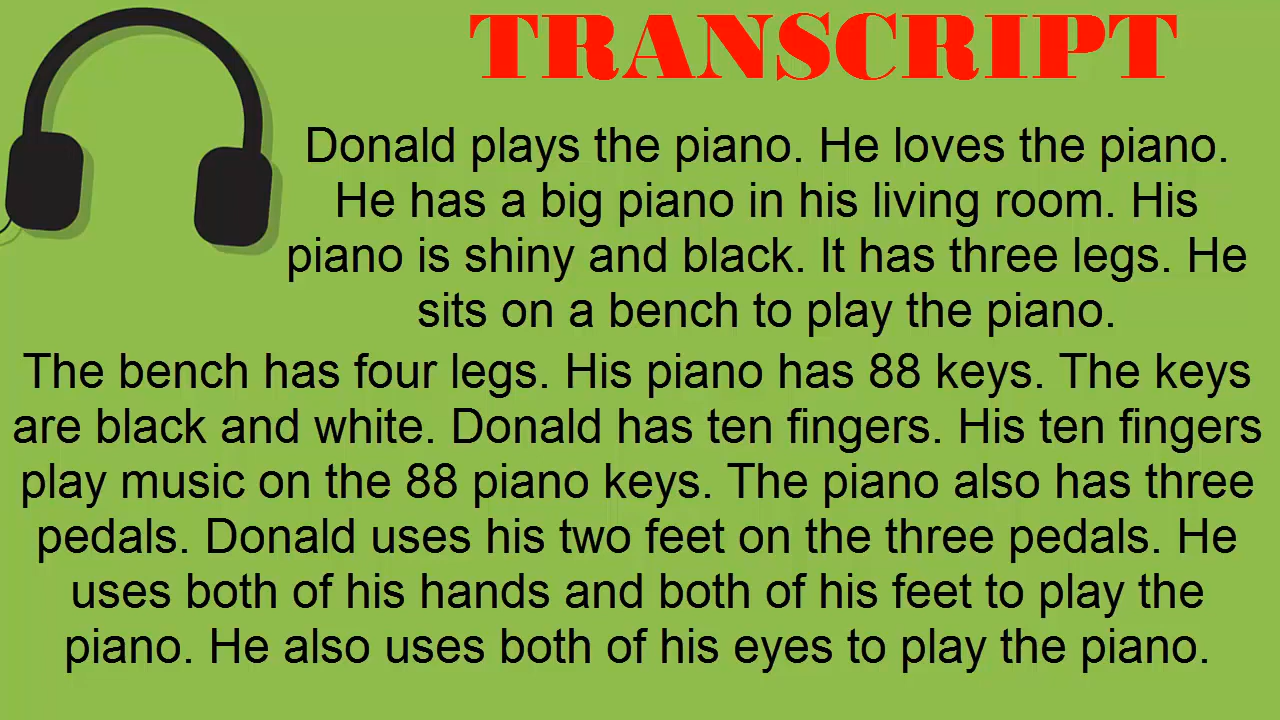 TRANSCRIPT
Donald plays the piano. He loves the piano.
He has a big piano in his living room. His
piano is shiny and black. It has three legs. He
sits on a bench to play the piano.
The bench has four legs. His piano has 88 keys. The keys
are black and white. Donald has ten fingers. His ten fingers
play music on the 88 piano keys. The piano also has three
pedals. Donald uses his two feet on the three pedals. He
uses both of his hands and both of his feet to play the
piano. He also uses both of his eyes to play the piano.